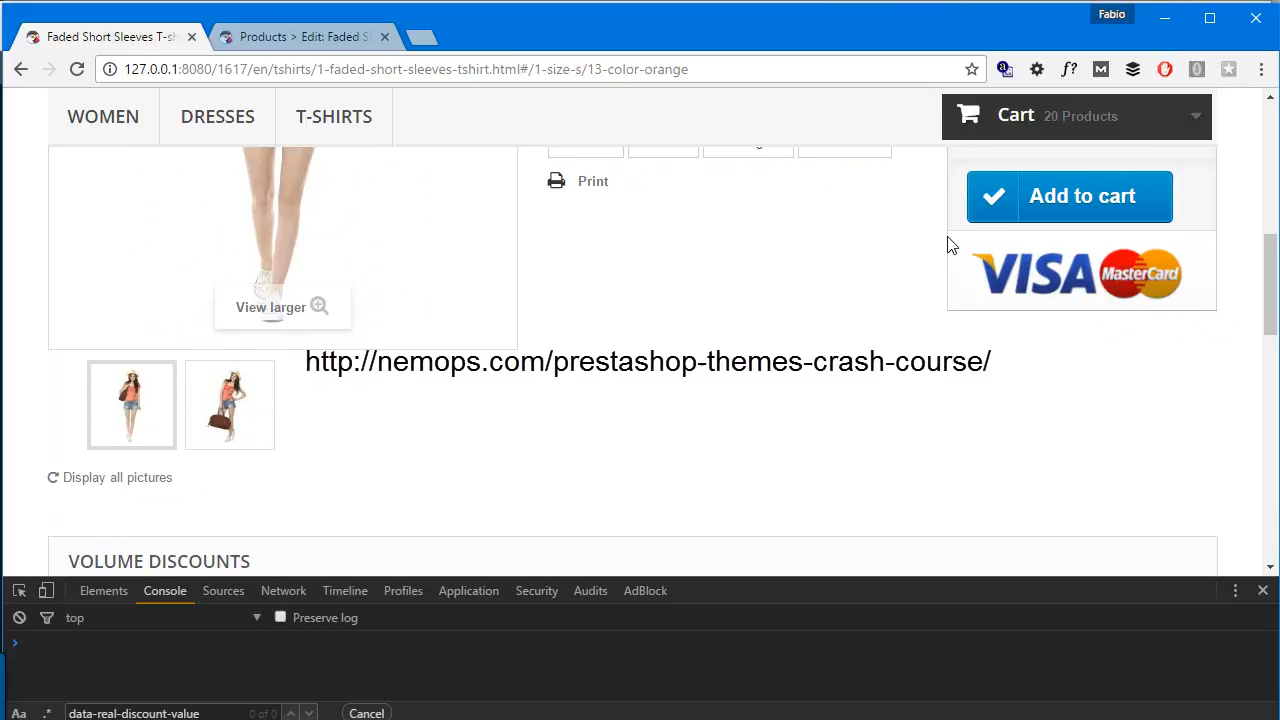 Fabio
Faded Short Sleeves T-sh
Products > Edit: Faded S
127.0.0.1:8080/1617/en/tshirts/1-faded-short-sleeves-tshirt.html#/1-size-s/13-color-orange
WOMEN
DRESSES
T-SHIRTS
Cart 20 Products
Print
Add to cart
VISA MasterCard
View larger
http://nemops.com/prestashop-themes-crash-course/
Display all pictures
VOLUME DISCOUNTS
Elements Console Sources Network Timeline Profiles Application Security Audits AdBlock
top
Preserve log
Aa .* data-real-discount-value 0 of 0 Cancel